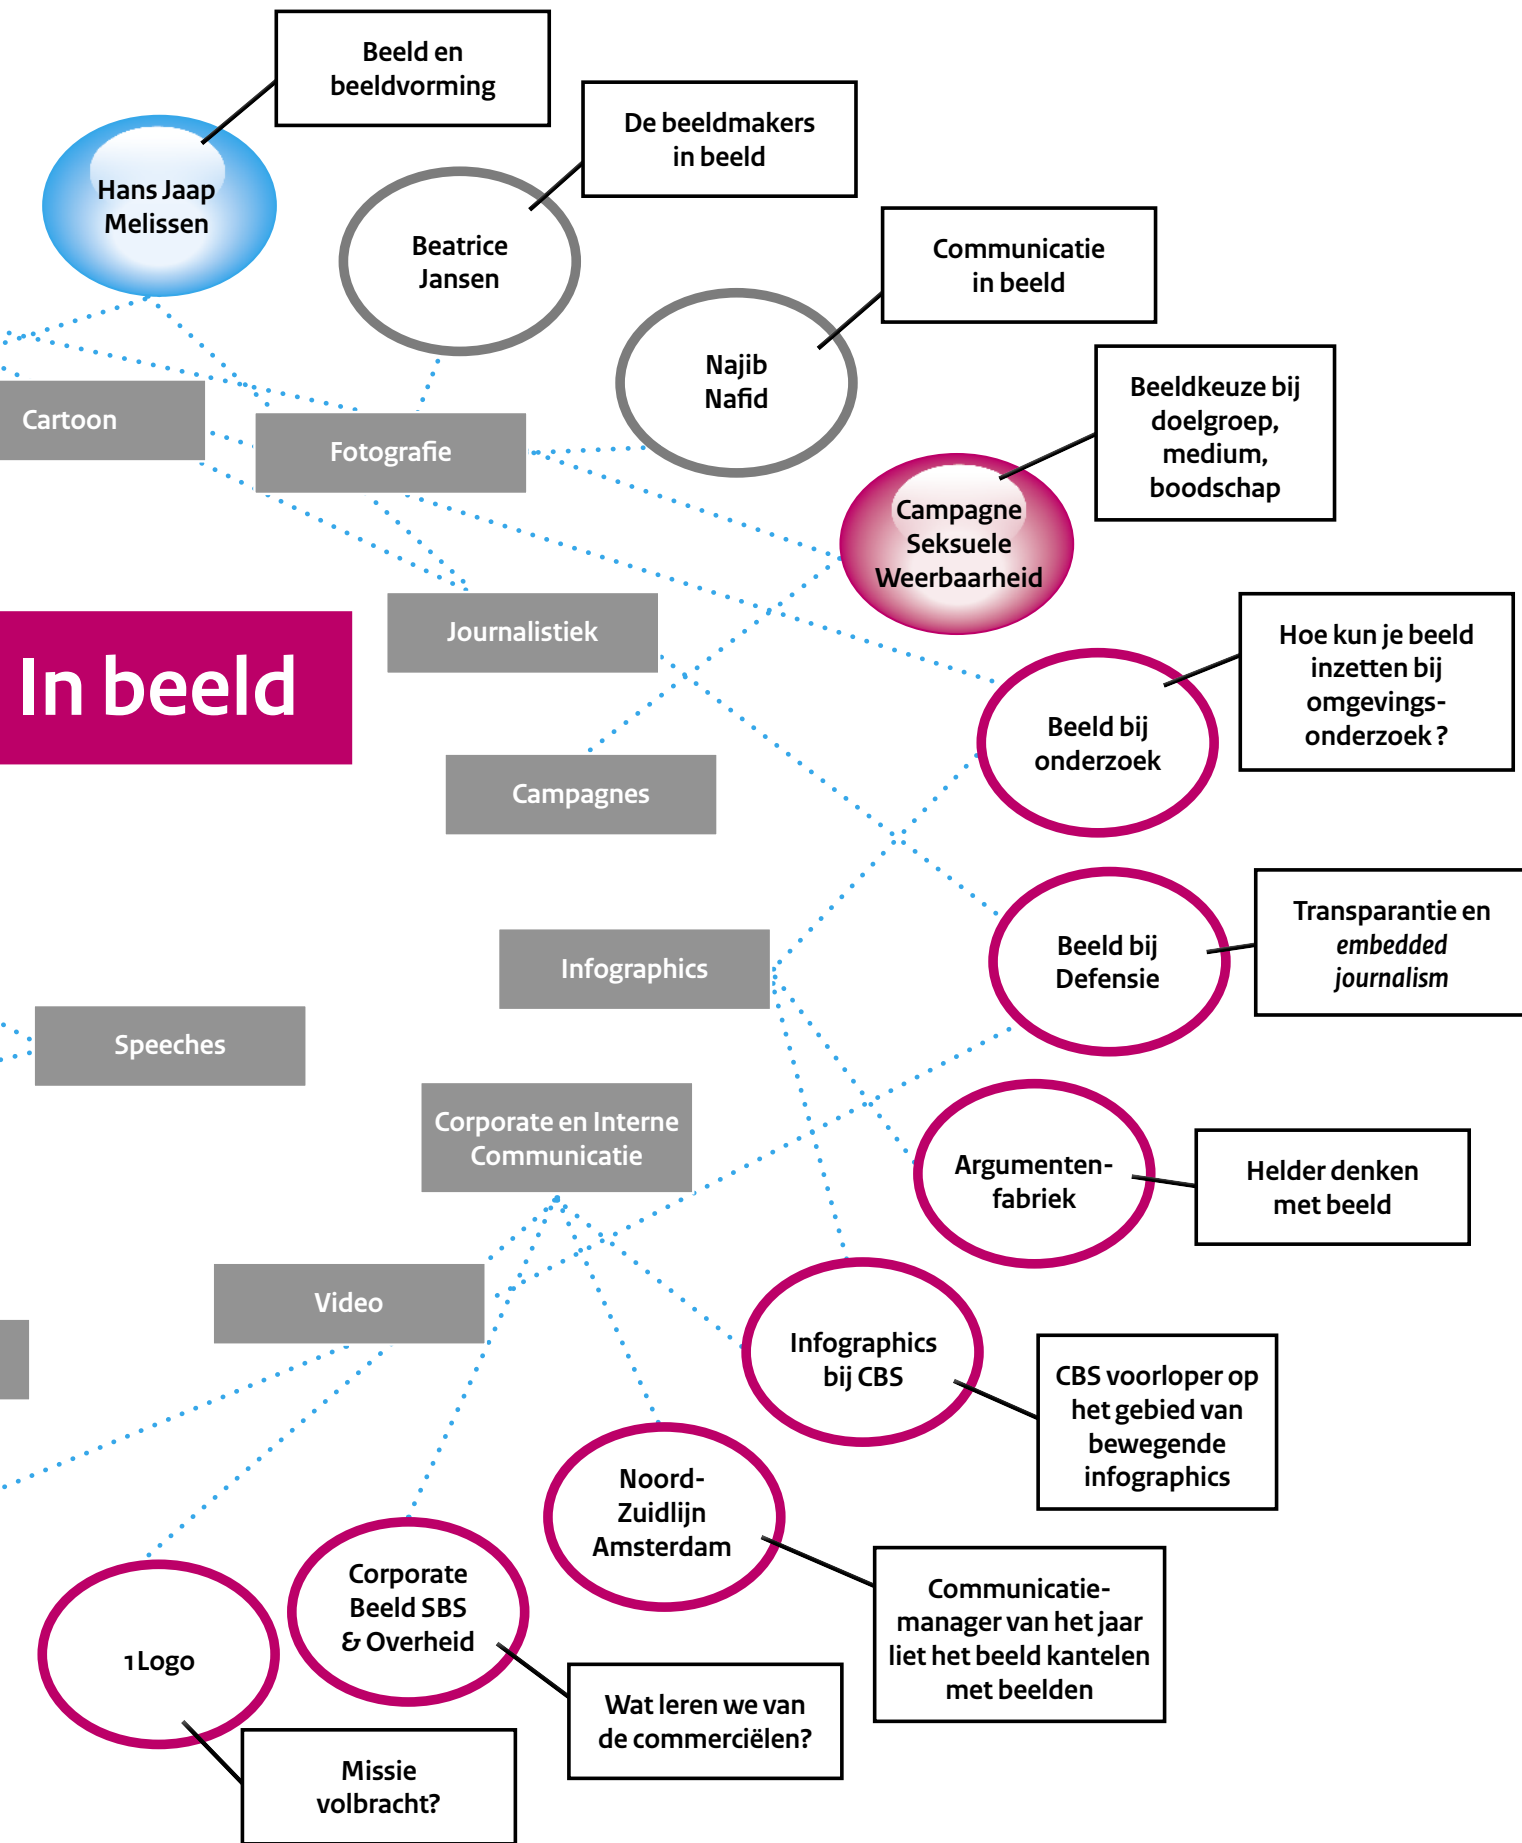 Beeld en
beeldvorming
De beeldmakers
in beeld
Hans Jaap
Melissen
Beatrice
Jansen
Communicatie
in beeld
Najib
Nafid
Beeldkeuze bij
doelgroep,
medium,
boodschap
Cartoon
Fotografie
Campagne
Seksuele
Weerbaarheid
Journalistiek
Hoe kun je beeld
inzetten bij
omgevings-
onderzoek ?
In beeld
Beeld bij
onderzoek
Campagnes
Transparantie en
embedded
journalism
Beeld bij
Defensie
Infographics
Speeches
Corporate en Interne
Communicatie
Argumenten-
fabriek
Helder denken
met beeld
Video
Infographics
bij CBS
CBS voorloper op
het gebied van
bewegende
infographics
Noord-
Zuidlijn
Amsterdam
Corporate
Beeld SBS
& Overheid
Communicatie-
manager van het jaar
liet het beeld kantelen
met beelden
1Logo
Wat leren we van
de commerciëlen?
Missie
volbracht?